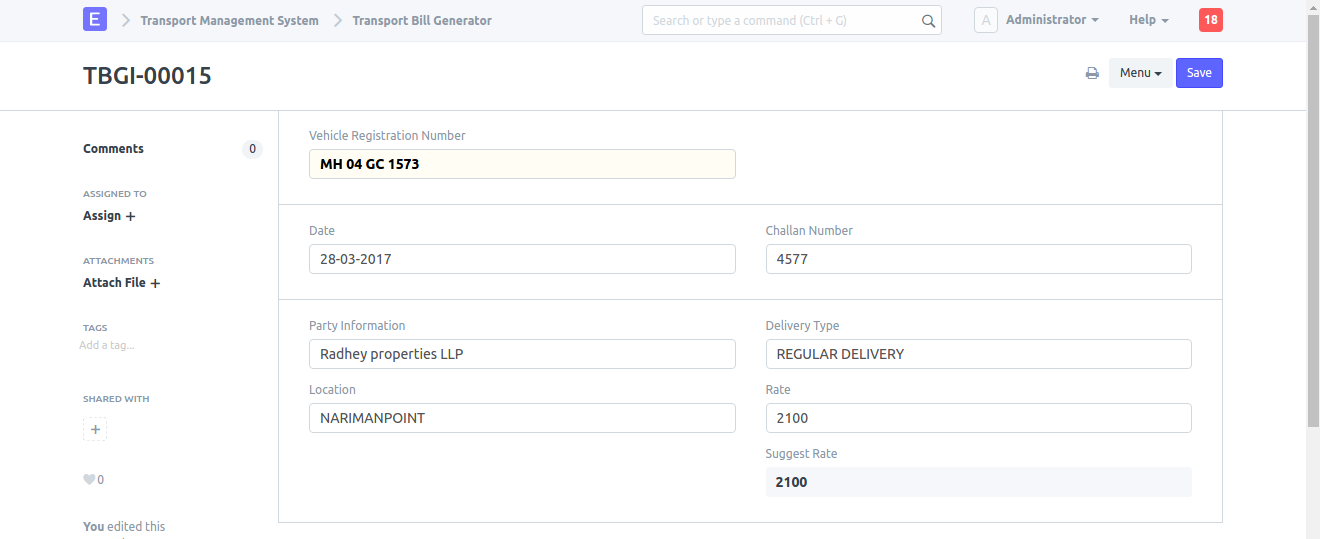 E Transport Management System Transport Bill Generator Search or type a command (Ctrl + G) A Administrator Help 18
TBGI-00015 Menu Save
Comments 0
ASSIGNED TO
Assign +
ATTACHMENTS
Attach File +
TAGS
Add a tag...
SHARED WITH
+
0
You edited this
Vehicle Registration Number
MH 04 GC 1573
Date Challan Number
28-03-2017 4577
Party Information Delivery Type
Radhey properties LLP REGULAR DELIVERY
Location Rate
NARIMANPOINT 2100
Suggest Rate
2100